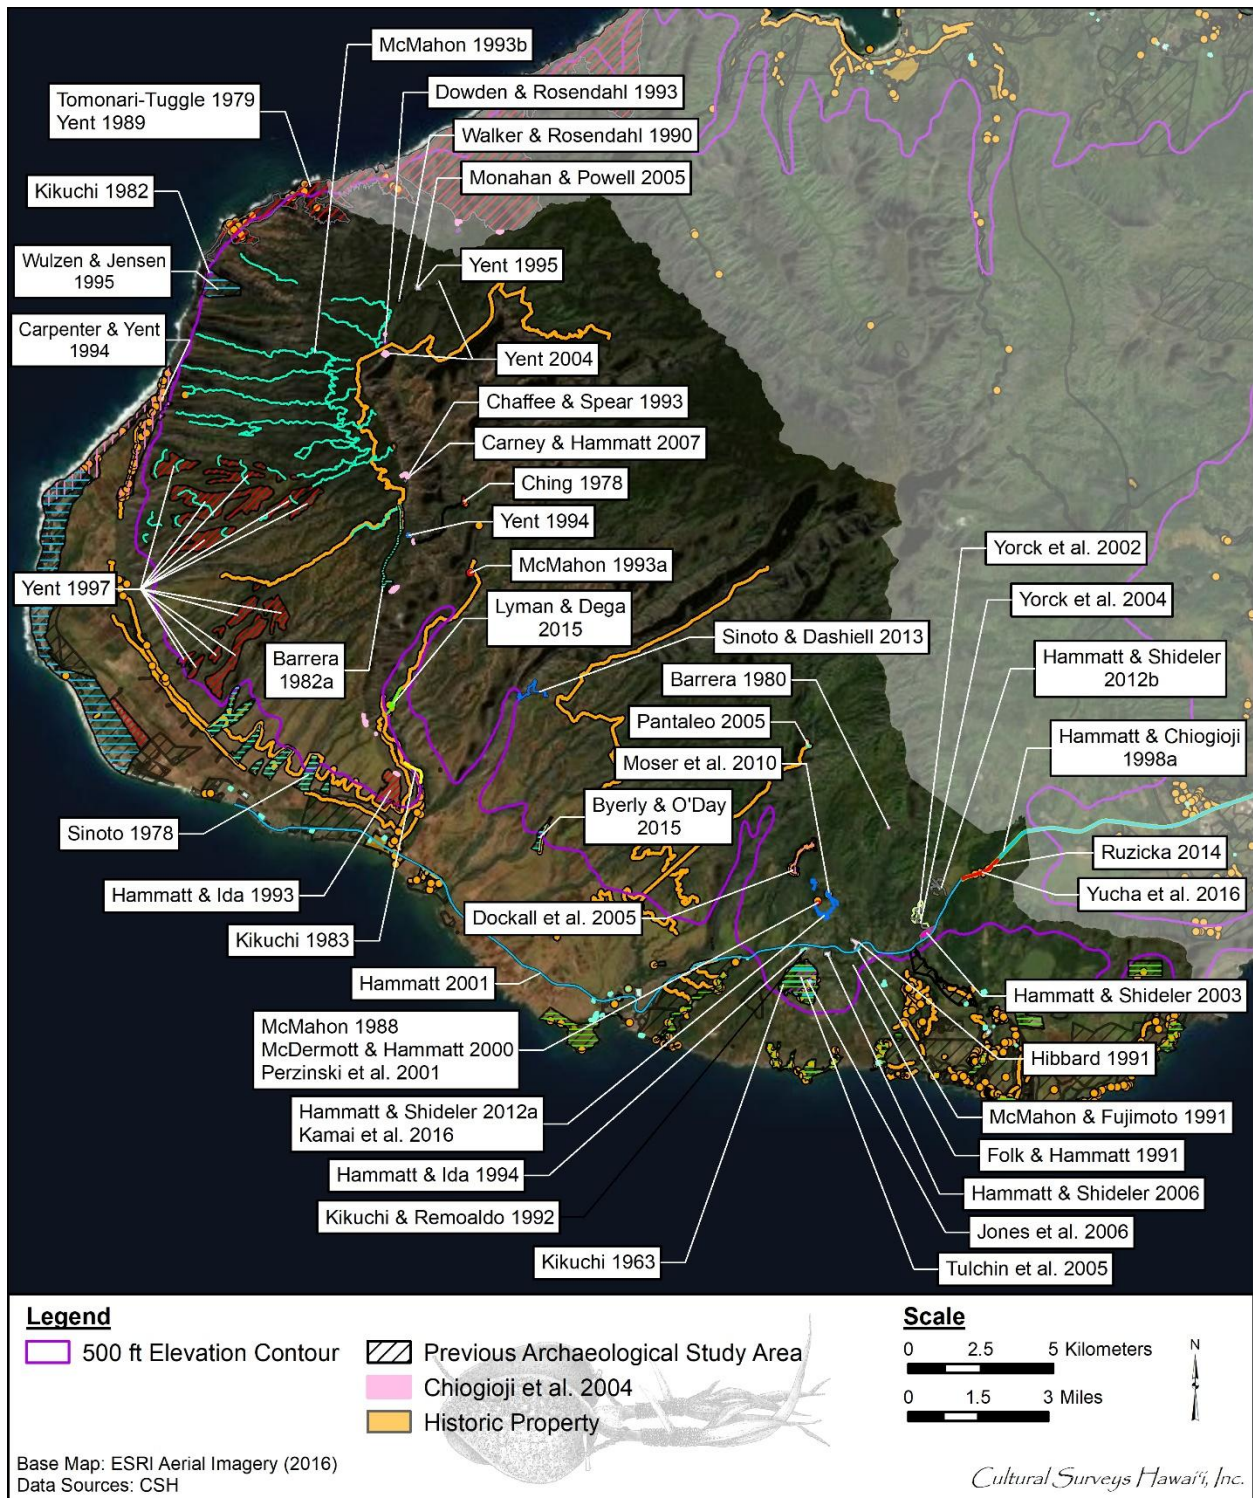 McMahon 1993b
Dowden & Rosendahl 1993
Tomonari-Tuggle 1979
Yent 1989
Walker & Rosendahl 1990
Monahan & Powell 2005
Kikuchi 1982
Wulzen & Jensen
1995
Yent 1995
Carpenter & Yent
1994
Yent 2004
Chaffee & Spear 1993
Carney & Hammatt 2007
Ching 1978
Yent 1994
Yorck et al. 2002
McMahon 1993a
Yent 1997
Yorck et al. 2004
Lyman & Dega
2015
Sinoto & Dashiell 2013
Hammatt & Shideler
2012b
Barrera
1982a
Barrera 1980
Pantaleo 2005
Hammatt & Chiogioji
1998a
Moser et al. 2010
Byerly & O'Day
2015
Sinoto 1978
Ruzicka 2014
Hammatt & Ida 1993
Yucha et al. 2016
Dockall et al. 2005
Kikuchi 1983
Hammatt 2001
Hammatt & Shideler 2003
McMahon 1988
McDermott & Hammatt 2000
Perzinski et al. 2001
Hibbard 1991
Hammatt & Shideler 2012a
Kamai et al. 2016
McMahon & Fujimoto 1991
Folk & Hammatt 1991
Hammatt & Ida 1994
Hammatt & Shideler 2006
Kikuchi & Remoaldo 1992
Jones et al. 2006
Kikuchi 1963
Tulchin et al. 2005
Legend
500 ft Elevation Contour
Previous Archaeological Study Area
Chiogioji et al. 2004
Historic Property
Scale
0 2.5 5 Kilometers
0 1.5 3 Miles
N
Base Map: ESRI Aerial Imagery (2016)
Data Sources: CSH
Cultural Surveys Hawai‘i, Inc.